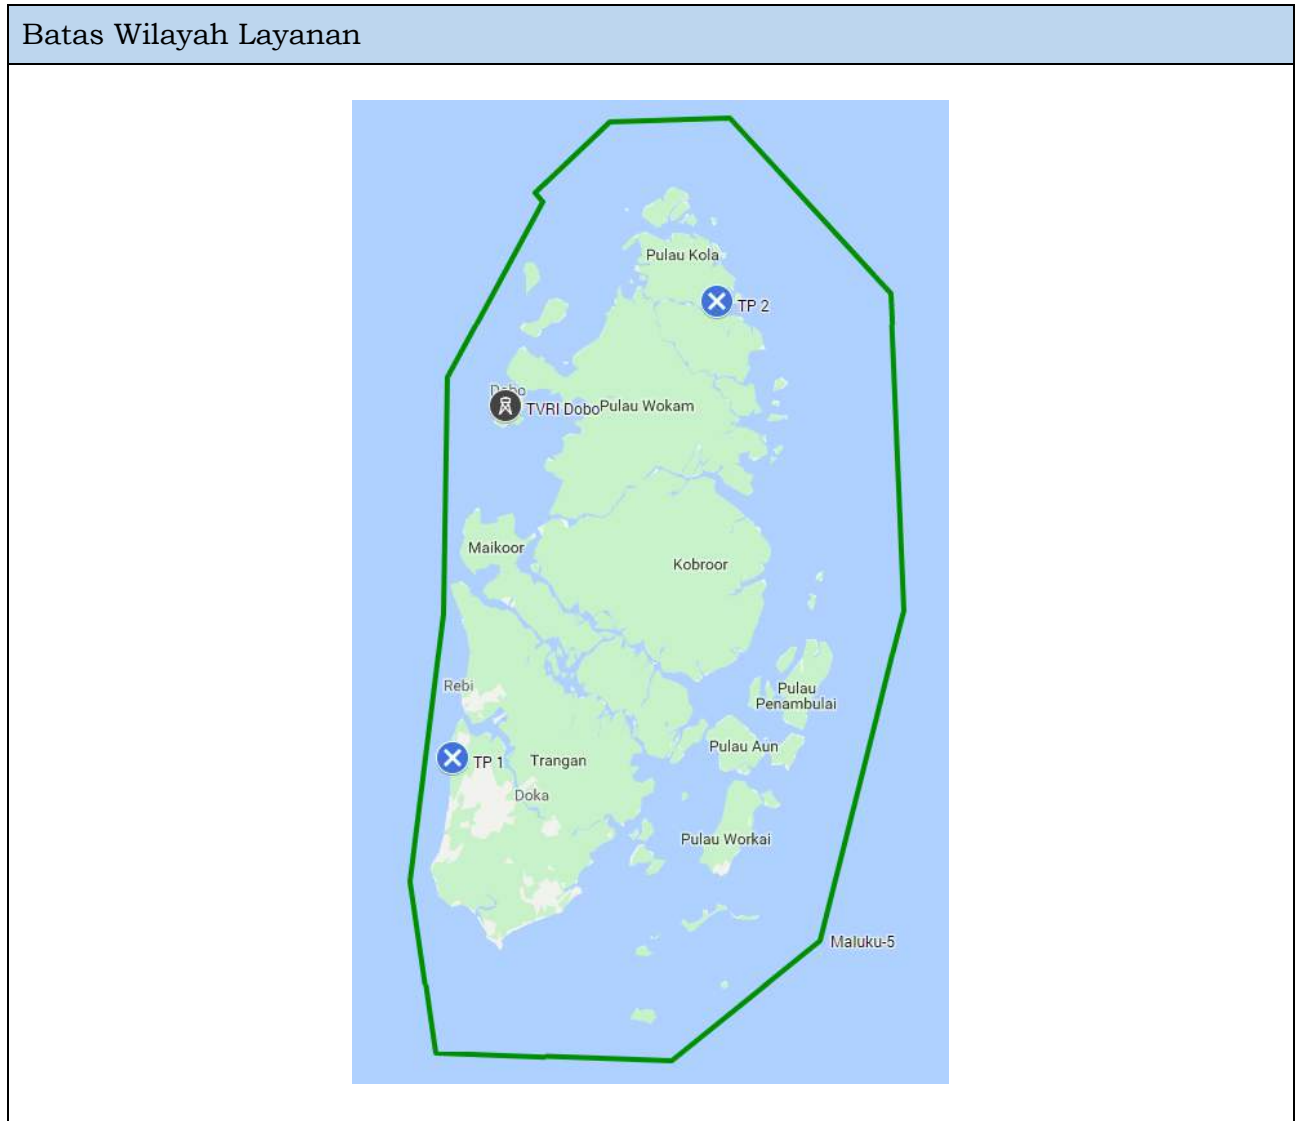 Batas Wilayah Layanan
Pulau Kola
TP 2
Dobo
TVRI Dobo
Pulau Wokam
Maikoor
Kobroor
Rebi
Pulau
Penambulai
Pulau Aun
TP 1
Trangan
Doka
Pulau Workai
Maluku-5